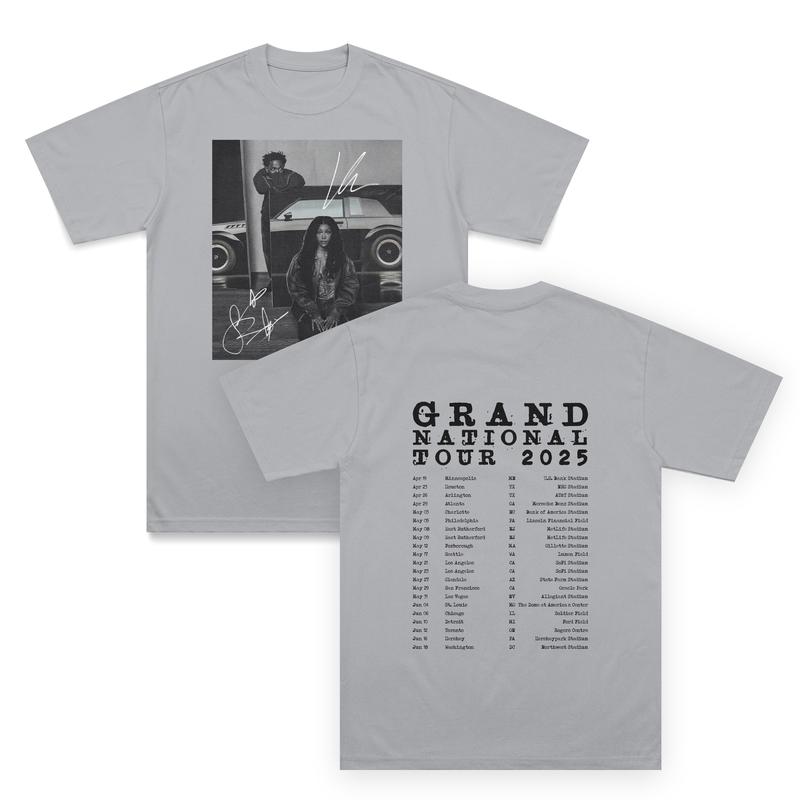 GRAND
NATIONAL
TOUR 2025
Apr 19 Minneapolis MN U.S. Bank Stadium
Apr 23 Houston TX NRG Stadium
Apr 26 Arlington TX AT&T Stadium
Apr 29 Atlanta GA Mercedes Benz Stadium
May 03 Charlotte NC Bank of America Stadium
May 05 Philadelphia PA Lincoln Financial Field
May 08 East Rutherford NJ MetLife Stadium
May 09 East Rutherford NJ MetLife Stadium
May 12 Foxborough MA Gillette Stadium
May 17 Seattle WA Lumen Field
May 21 Los Angeles CA SoFi Stadium
May 23 Los Angeles CA SoFi Stadium
May 27 Glendale AZ State Farm Stadium
May 29 San Francisco CA Oracle Park
May 31 Las Vegas NV Allegiant Stadium
Jun 04 St. Louis MO The Dome at America's Center
Jun 06 Chicago IL Soldier Field
Jun 10 Detroit MI Ford Field
Jun 12 Toronto ON Rogers Centre
Jun 16 Hershey PA Hersheypark Stadium
Jun 18 Washington DC Northwest Stadium